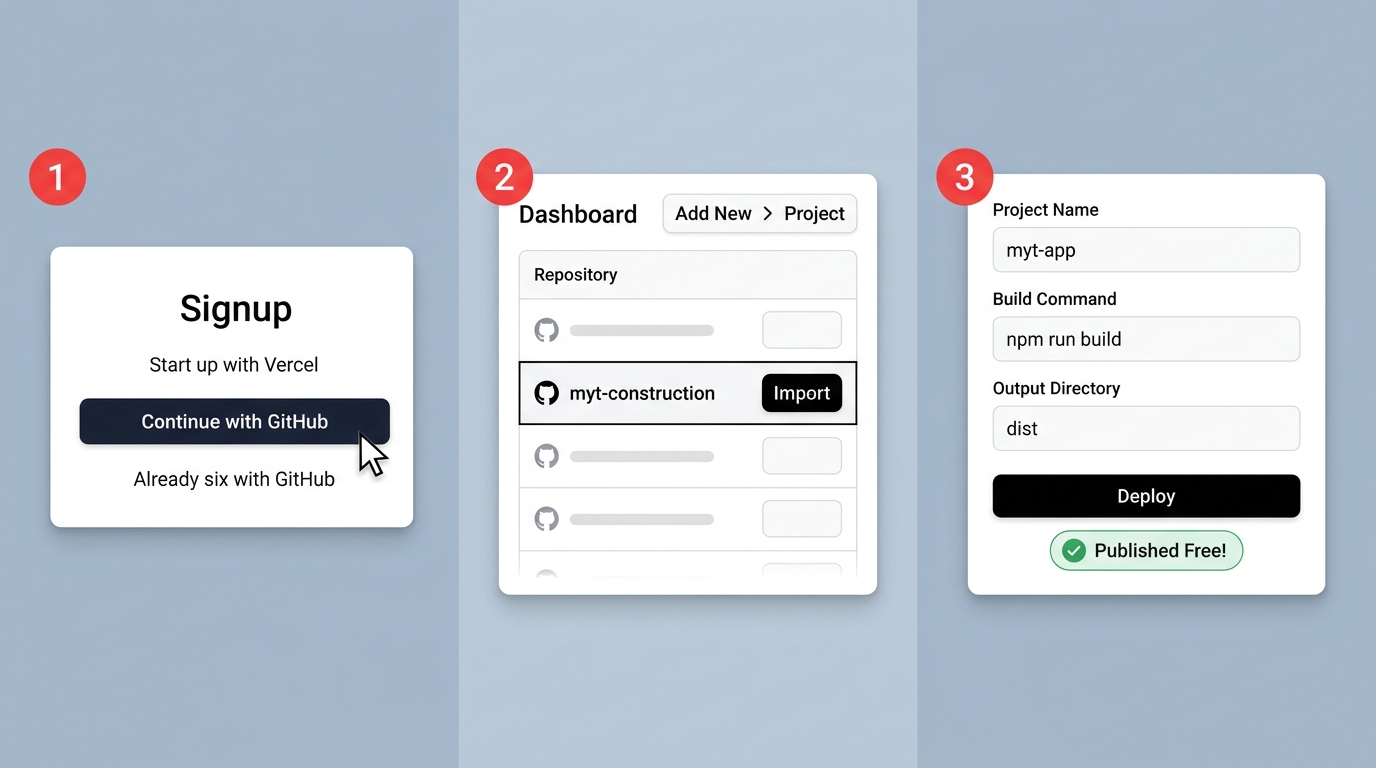 1
Signup
Start up with Vercel
Continue with GitHub
Already six with GitHub
2
Dashboard
Add New > Project
Repository
myt-construction
Import
3
Project Name
myt-app
Build Command
npm run build
Output Directory
dist
Deploy
Published Free!